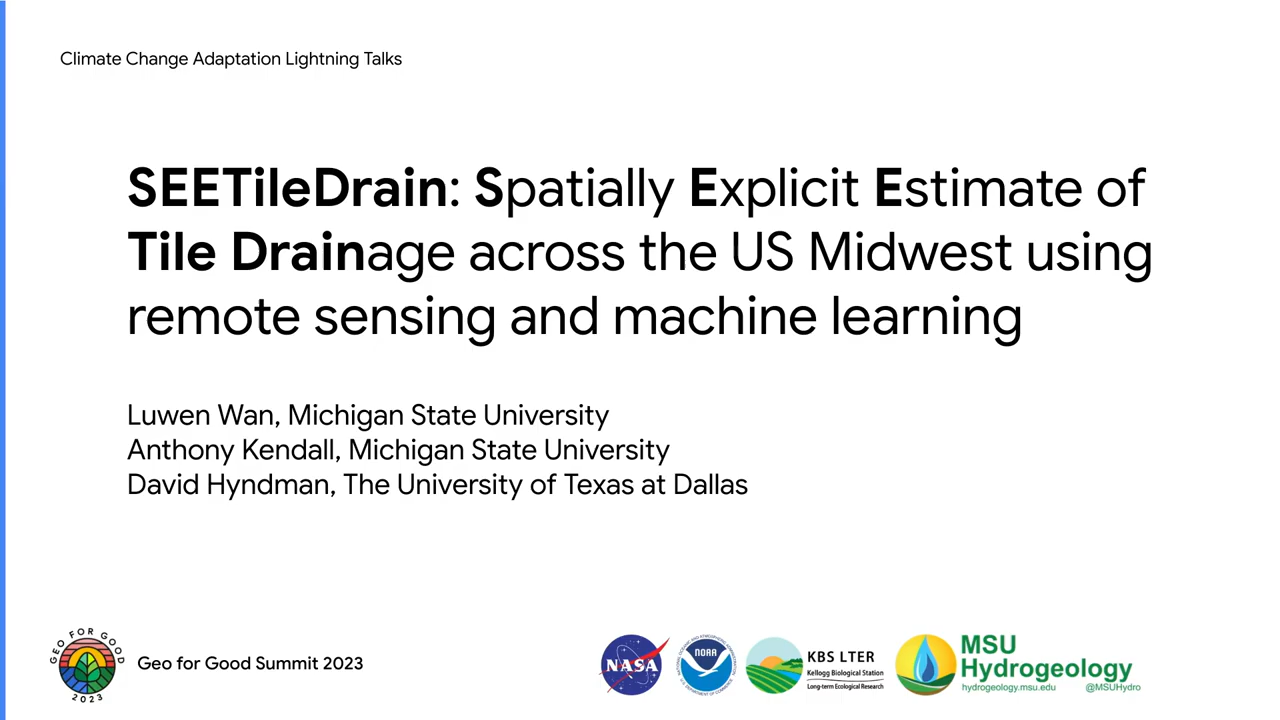 Climate Change Adaptation Lightning Talks
SEETileDrain: Spatially Explicit Estimate of
Tile Drainage across the US Midwest using
remote sensing and machine learning
Luwen Wan, Michigan State University
Anthony Kendall, Michigan State University
David Hyndman, The University of Texas at Dallas
GEO FOR GOOD
2023
Geo for Good Summit 2023
NASA
NOAA
KBS LTER
Kellogg Biological Station
Long-term Ecological Research
MSU
Hydrogeology
hydrogeology.msu.edu @MSUHydro